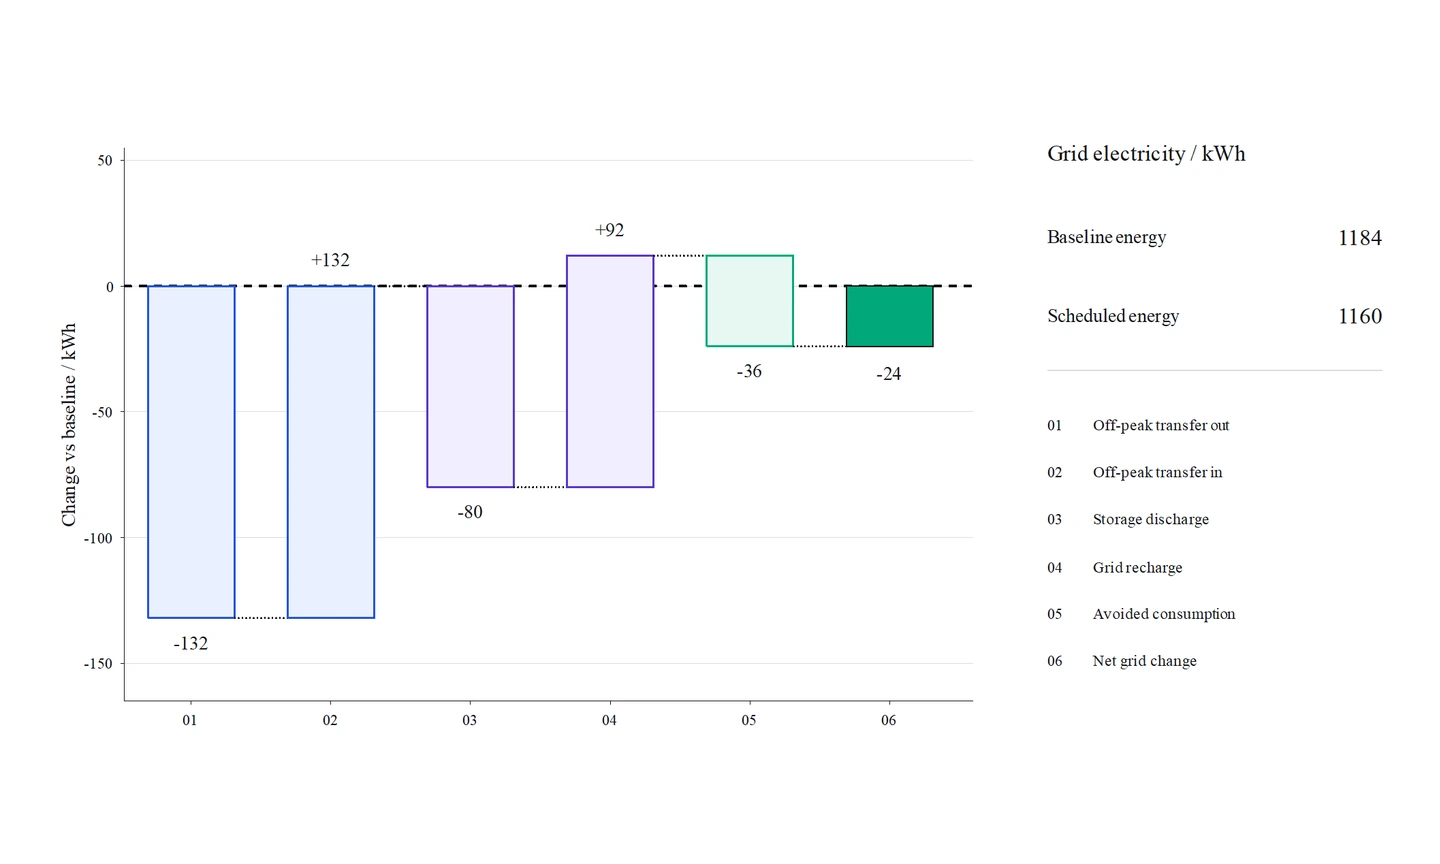 Change vs baseline / kWh
50
0
-50
-100
-150
-132
+132
-80
+92
-36
-24
01
02
03
04
05
06
Grid electricity / kWh
Baseline energy 1184
Scheduled energy 1160
01 Off-peak transfer out
02 Off-peak transfer in
03 Storage discharge
04 Grid recharge
05 Avoided consumption
06 Net grid change